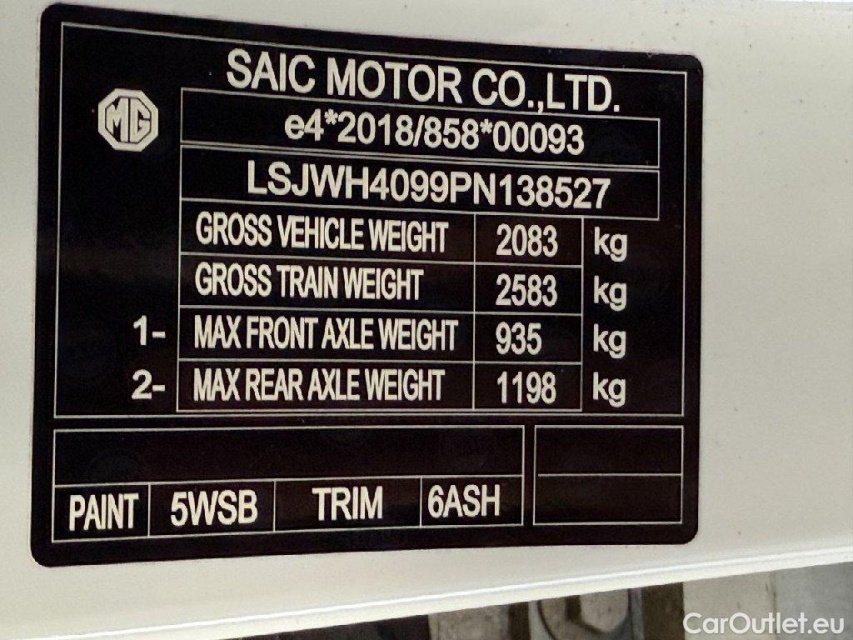 SAIC MOTOR CO.,LTD.
MG
e4*2018/858*00093
LSJWH4099PN138527
GROSS VEHICLE WEIGHT 2083 kg
GROSS TRAIN WEIGHT 2583 kg
1- MAX FRONT AXLE WEIGHT 935 kg
2- MAX REAR AXLE WEIGHT 1198 kg
PAINT 5WSB TRIM 6ASH
CarOutlet.eu